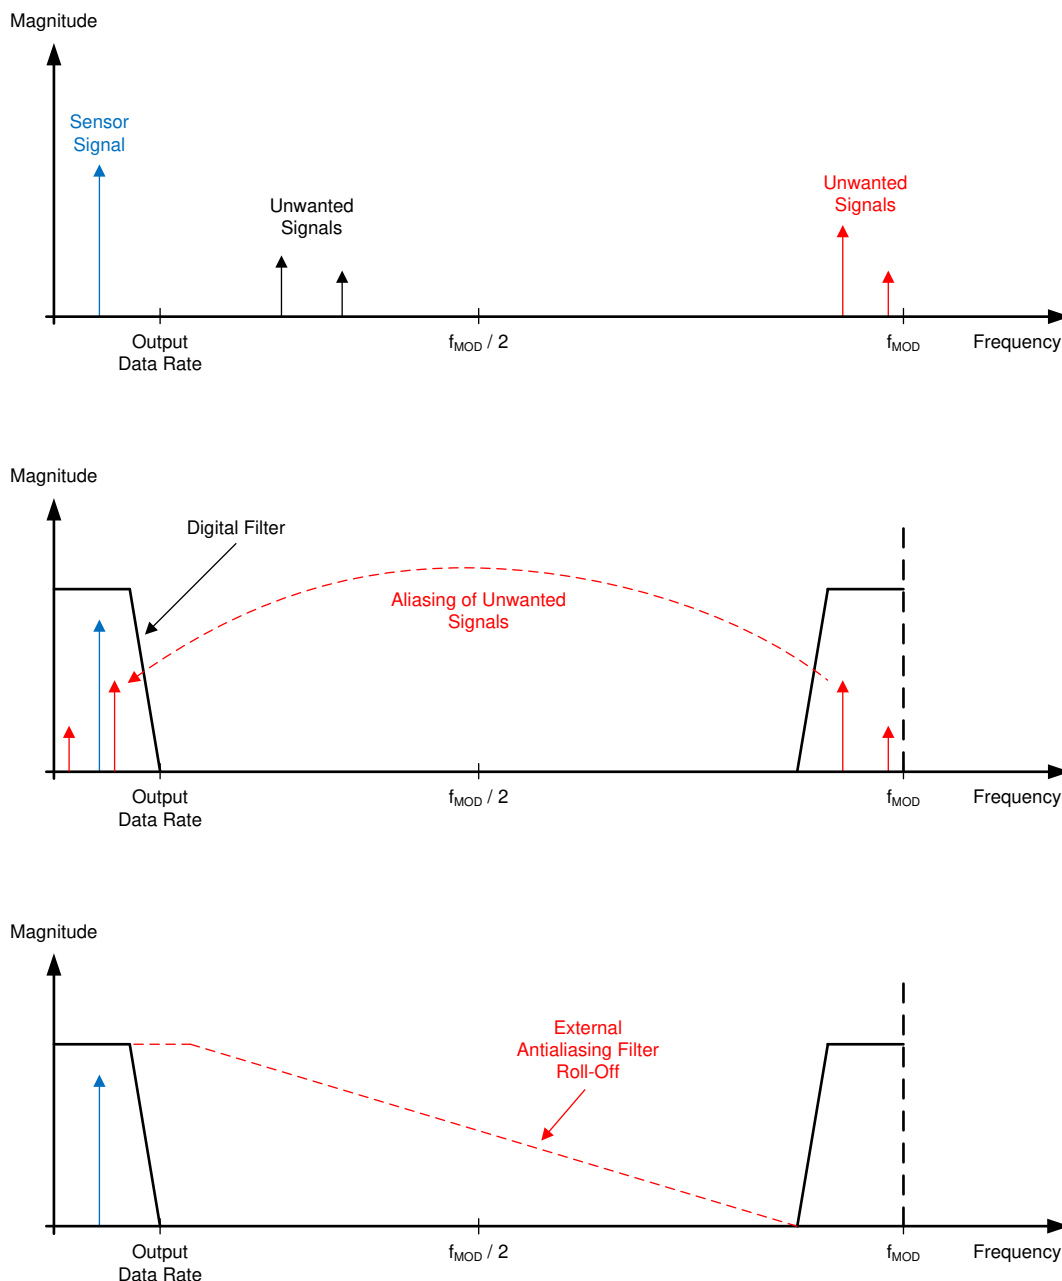 Magnitude
Sensor
Signal
Unwanted
Signals
Unwanted
Signals
Output
Data Rate
fMOD / 2
fMOD
Frequency
Magnitude
Digital Filter
Aliasing of Unwanted
Signals
Output
Data Rate
fMOD / 2
fMOD
Frequency
Magnitude
External
Antialiasing Filter
Roll-Off
Output
Data Rate
fMOD / 2
fMOD
Frequency